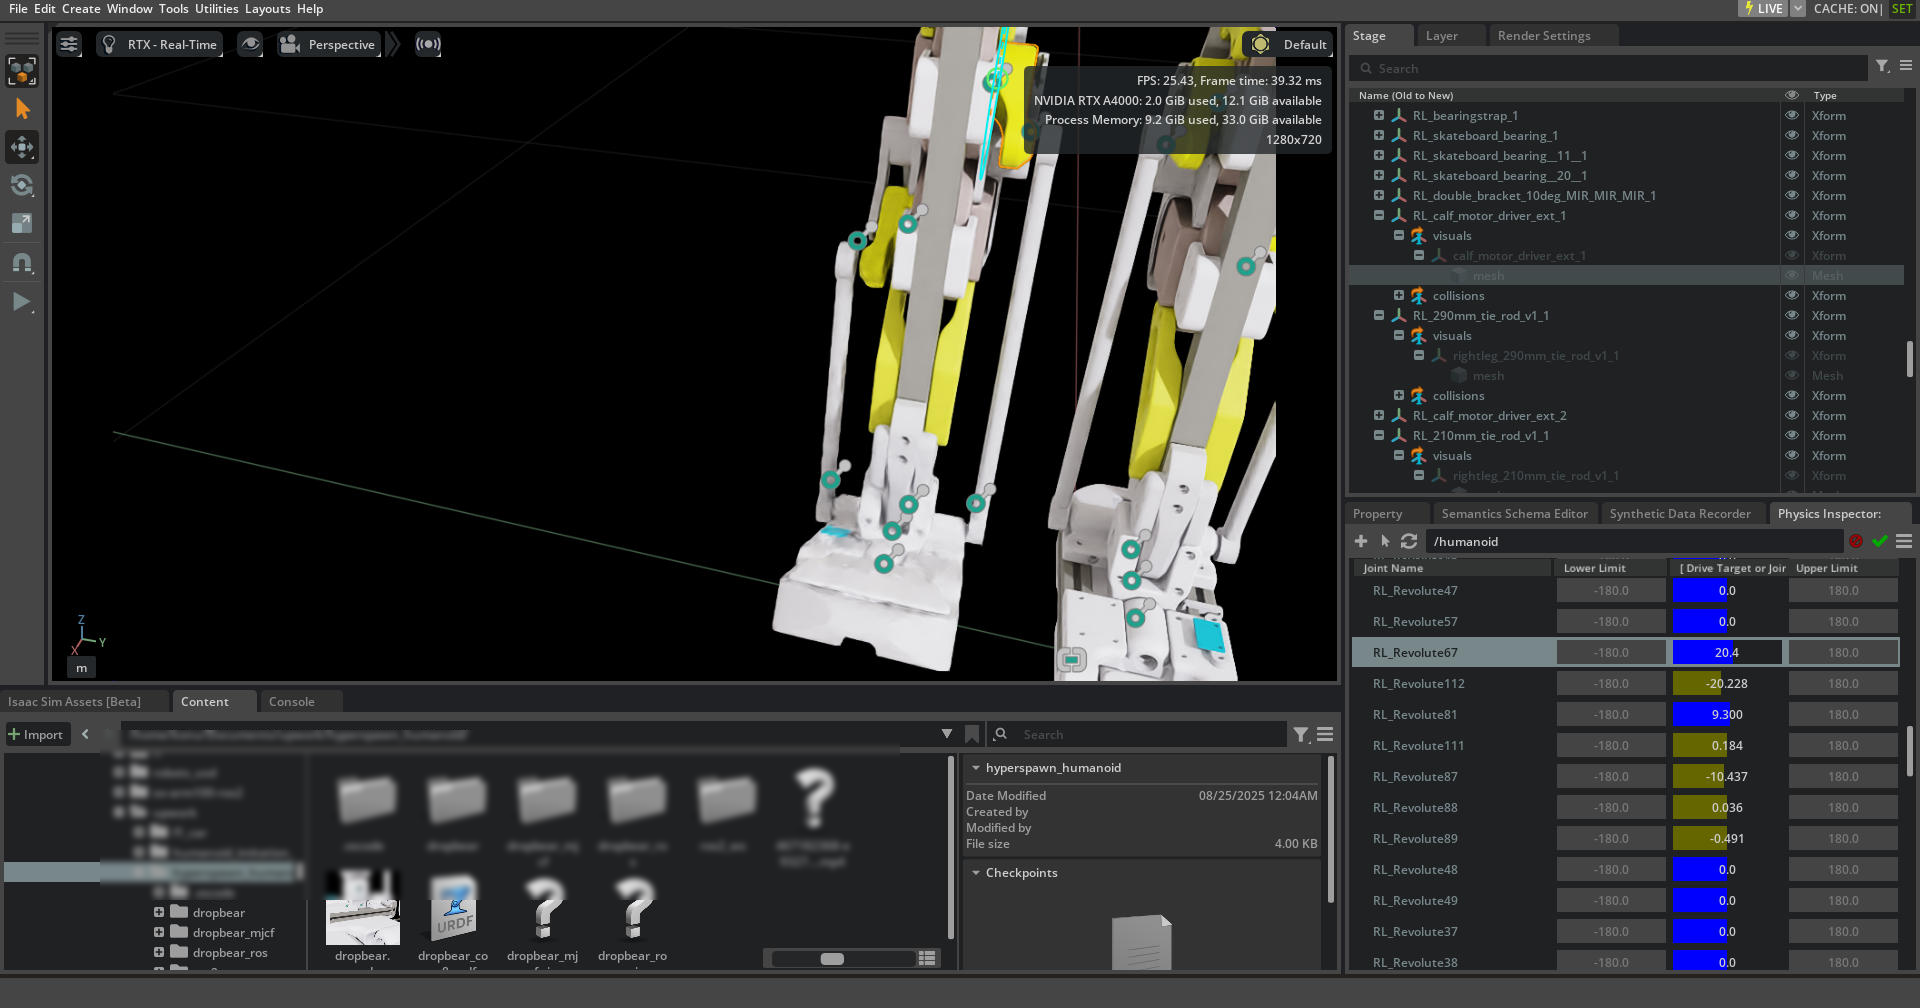 File Edit Create Window Tools Utilities Layouts Help
LIVE CACHE: ON| SET
RTX - Real-Time Perspective Default
FPS: 25.43, Frame time: 39.32 ms
NVIDIA RTX A4000: 2.0 GiB used, 12.1 GiB available
Process Memory: 9.2 GiB used, 33.0 GiB available
1280x720
Z
Y
X
m
Stage Layer Render Settings
Search
Name (Old to New) Type
RL_bearingstrap_1 Xform
RL_skateboard_bearing_1 Xform
RL_skateboard_bearing__11__1 Xform
RL_skateboard_bearing__20__1 Xform
RL_double_bracket_10deg_MIR_MIR_MIR_1 Xform
RL_calf_motor_driver_ext_1 Xform
visuals Xform
calf_motor_driver_ext_1 Xform
mesh Mesh
collisions Xform
RL_290mm_tie_rod_v1_1 Xform
visuals Xform
rightleg_290mm_tie_rod_v1_1 Xform
mesh Mesh
collisions Xform
RL_calf_motor_driver_ext_2 Xform
RL_210mm_tie_rod_v1_1 Xform
visuals Xform
rightleg_210mm_tie_rod_v1_1 Xform
Property Semantics Schema Editor Synthetic Data Recorder Physics Inspector:
/humanoid
Joint Name Lower Limit [ Drive Target or Joir Upper Limit
RL_Revolute47 -180.0 0.0 180.0
RL_Revolute57 -180.0 0.0 180.0
RL_Revolute67 -180.0 20.4 180.0
RL_Revolute112 -180.0 -20.228 180.0
RL_Revolute81 -180.0 9.300 180.0
RL_Revolute111 -180.0 0.184 180.0
RL_Revolute87 -180.0 -10.437 180.0
RL_Revolute88 -180.0 0.036 180.0
RL_Revolute89 -180.0 -0.491 180.0
RL_Revolute48 -180.0 0.0 180.0
RL_Revolute49 -180.0 0.0 180.0
RL_Revolute37 -180.0 0.0 180.0
RL_Revolute38 -180.0 0.0 180.0
Isaac Sim Assets [Beta] Content Console
Import
Search
dropbear
dropbear_mjcf
dropbear_ros
URDF
dropbear. dropbear_co dropbear_mj dropbear_ro
hyperspawn_humanoid
Date Modified 08/25/2025 12:04AM
Created by
Modified by
File size 4.00 KB
Checkpoints